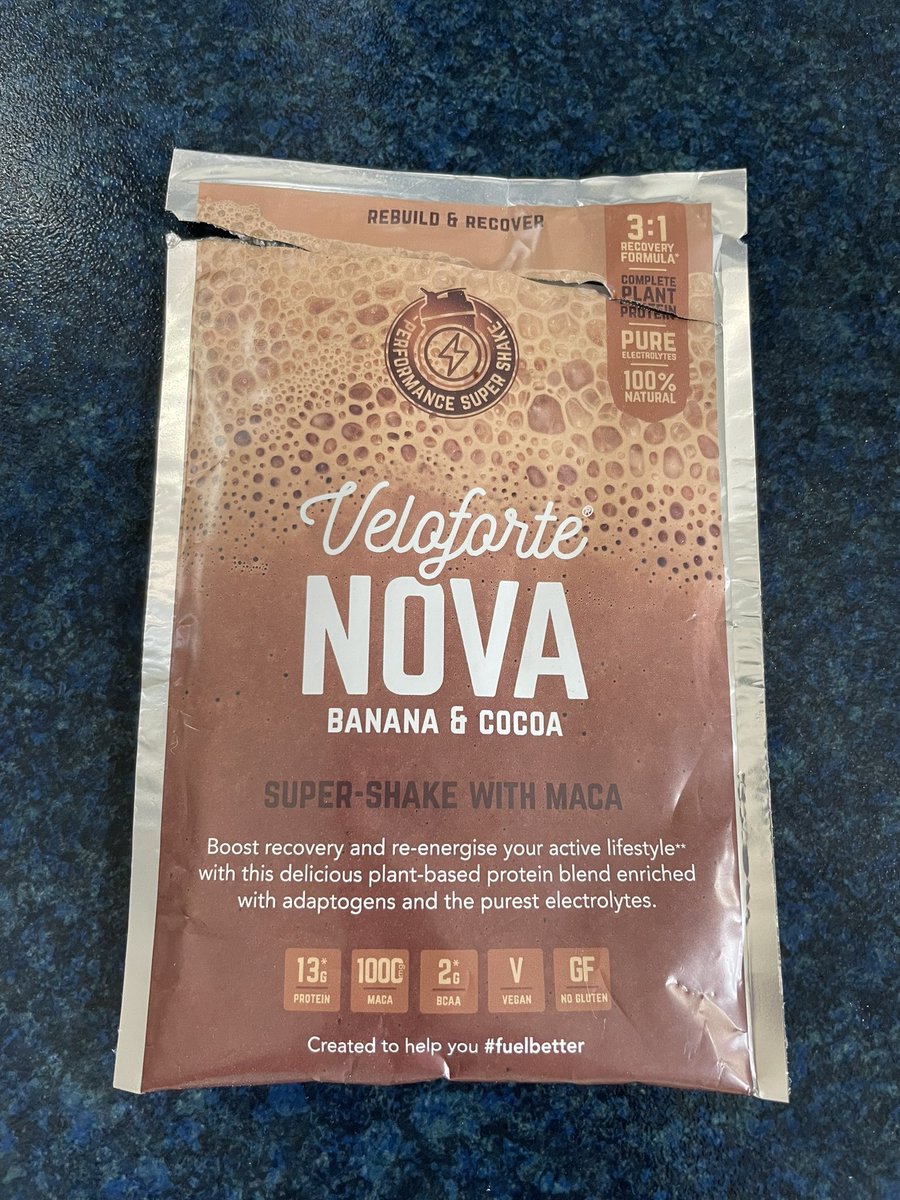 REBUILD & RECOVER
3:1
RECOVERY
FORMULA*
COMPLETE
PLANT
PROTEIN
PURE
ELECTROLYTES
100%
NATURAL
PERFORMANCE SUPER SHAKE
Veloforte®
NOVA
BANANA & COCOA
SUPER-SHAKE WITH MACA
Boost recovery and re-energise your active lifestyle**
with this delicious plant-based protein blend enriched
with adaptogens and the purest electrolytes.
13*G
PROTEIN
1000mg
MACA
2*G
BCAA
V
VEGAN
GF
NO GLUTEN
Created to help you #fuelbetter